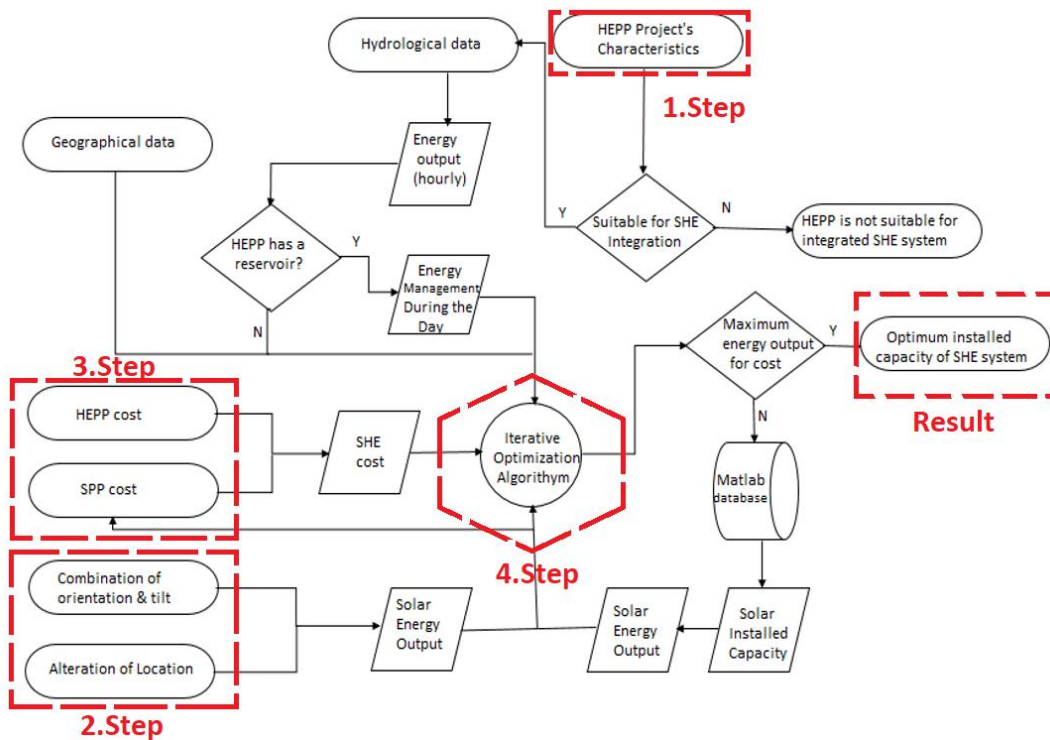 Hydrological data
HEPP Project's
Characteristics
1.Step
Geographical data
Energy
output
(hourly)
Y
Suitable for SHE
Integration
N
HEPP is not suitable for
integrated SHE system
HEPP has a
reservoir?
Y
N
Energy
Management
During the
Day
Maximum
energy output
for cost
Y
N
Optimum installed
capacity of SHE system
Result
3.Step
HEPP cost
SPP cost
SHE
cost
Iterative
Optimization
Algorithym
4.Step
Matlab
database
Combination of
orientation & tilt
Alteration of Location
2.Step
Solar
Energy
Output
Solar
Energy
Output
Solar
Installed
Capacity